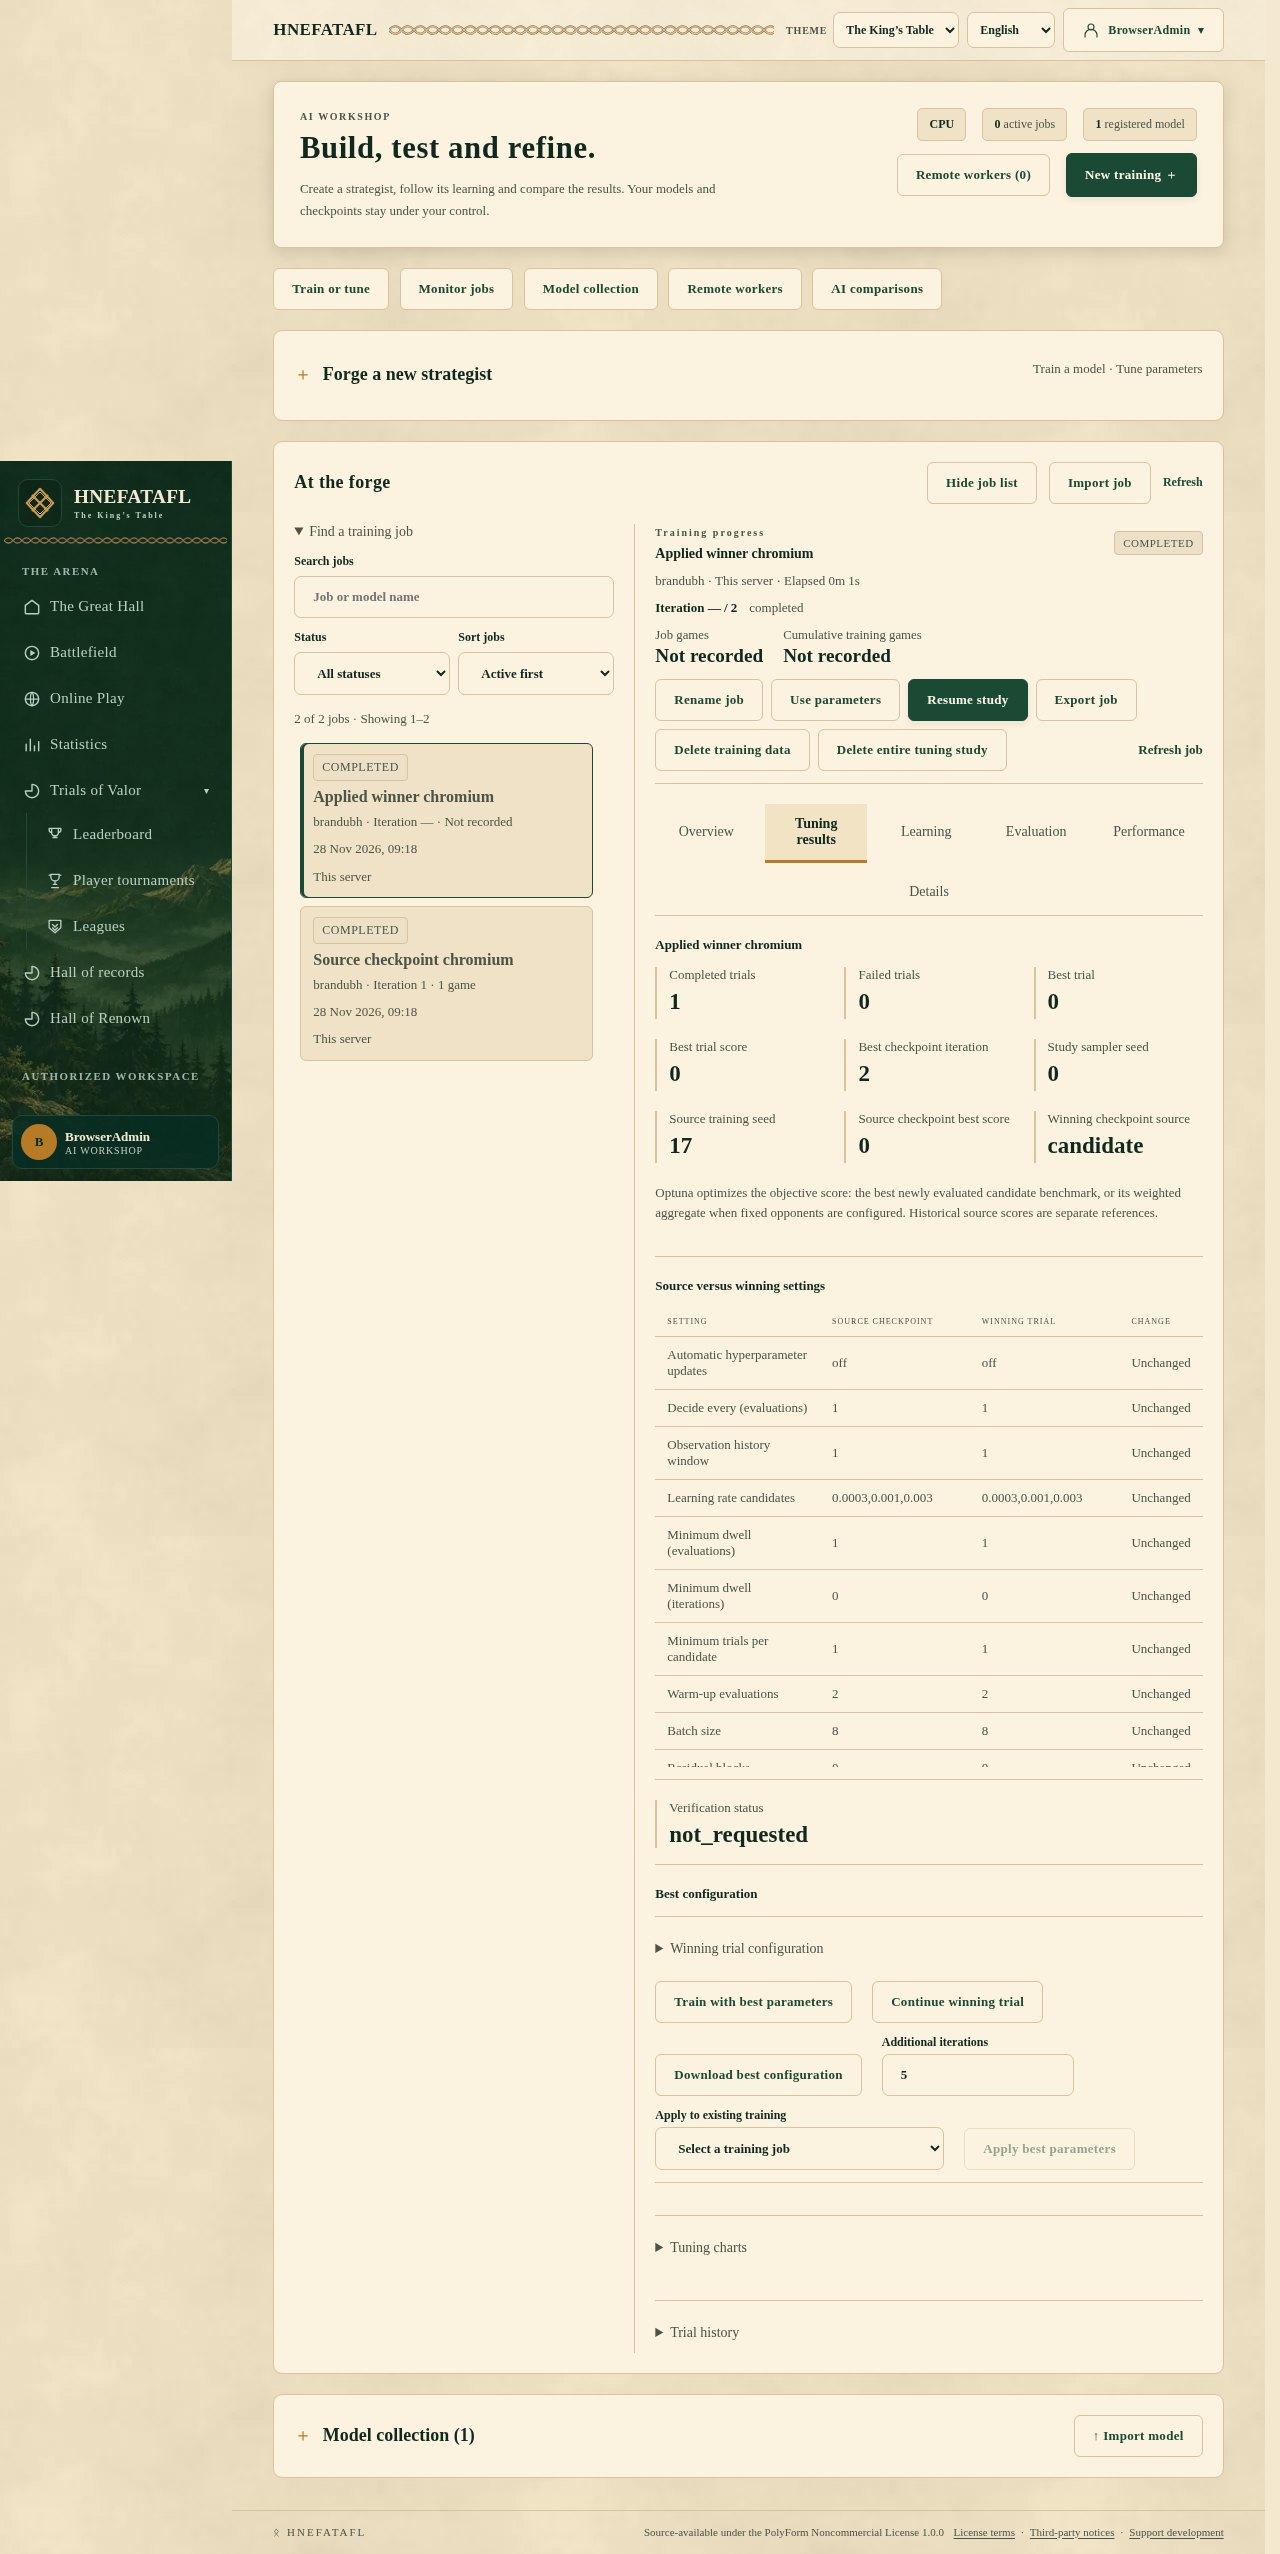 HNEFATAFL
THEME
The King's Table
English
BrowserAdmin ▾
AI WORKSHOP
Build, test and refine.
Create a strategist, follow its learning and compare the results. Your models and
checkpoints stay under your control.
CPU
0 active jobs
1 registered model
Remote workers (0)
New training +
Train or tune
Monitor jobs
Model collection
Remote workers
AI comparisons
+ Forge a new strategist
Train a model · Tune parameters
HNEFATAFL
The King's Table
THE ARENA
The Great Hall
Battlefield
Online Play
Statistics
Trials of Valor ▾
Leaderboard
Player tournaments
Leagues
Hall of records
Hall of Renown
AUTHORIZED WORKSPACE
B
BrowserAdmin
AI WORKSHOP
At the forge
Hide job list
Import job
Refresh
▼ Find a training job
Search jobs
Job or model name
Status
Sort jobs
All statuses
Active first
2 of 2 jobs · Showing 1–2
COMPLETED
Applied winner chromium
brandubh · Iteration — · Not recorded
28 Nov 2026, 09:18
This server
COMPLETED
Source checkpoint chromium
brandubh · Iteration 1 · 1 game
28 Nov 2026, 09:18
This server
Training progress
Applied winner chromium
COMPLETED
brandubh · This server · Elapsed 0m 1s
Iteration — / 2 completed
Job games
Cumulative training games
Not recorded
Not recorded
Rename job
Use parameters
Resume study
Export job
Delete training data
Delete entire tuning study
Refresh job
Overview
Tuning
results
Learning
Evaluation
Performance
Details
Applied winner chromium
Completed trials
Failed trials
Best trial
1
0
0
Best trial score
Best checkpoint iteration
Study sampler seed
0
2
0
Source training seed
Source checkpoint best score
Winning checkpoint source
17
0
candidate
Optuna optimizes the objective score: the best newly evaluated candidate benchmark, or its weighted
aggregate when fixed opponents are configured. Historical source scores are separate references.
Source versus winning settings
SETTING SOURCE CHECKPOINT WINNING TRIAL CHANGE
Automatic hyperparameter
updates
off off Unchanged
Decide every (evaluations) 1 1 Unchanged
Observation history
window
1 1 Unchanged
Learning rate candidates 0.0003,0.001,0.003 0.0003,0.001,0.003 Unchanged
Minimum dwell
(evaluations)
1 1 Unchanged
Minimum dwell
(iterations)
0 0 Unchanged
Minimum trials per
candidate
1 1 Unchanged
Warm-up evaluations 2 2 Unchanged
Batch size 8 8 Unchanged
Verification status
not_requested
Best configuration
▶ Winning trial configuration
Train with best parameters
Continue winning trial
Additional iterations
Download best configuration
5
Apply to existing training
Select a training job
Apply best parameters
▶ Tuning charts
▶ Trial history
+ Model collection (1)
↑ Import model
ᛟ HNEFATAFL
Source-available under the PolyForm Noncommercial License 1.0.0 License terms · Third-party notices · Support development